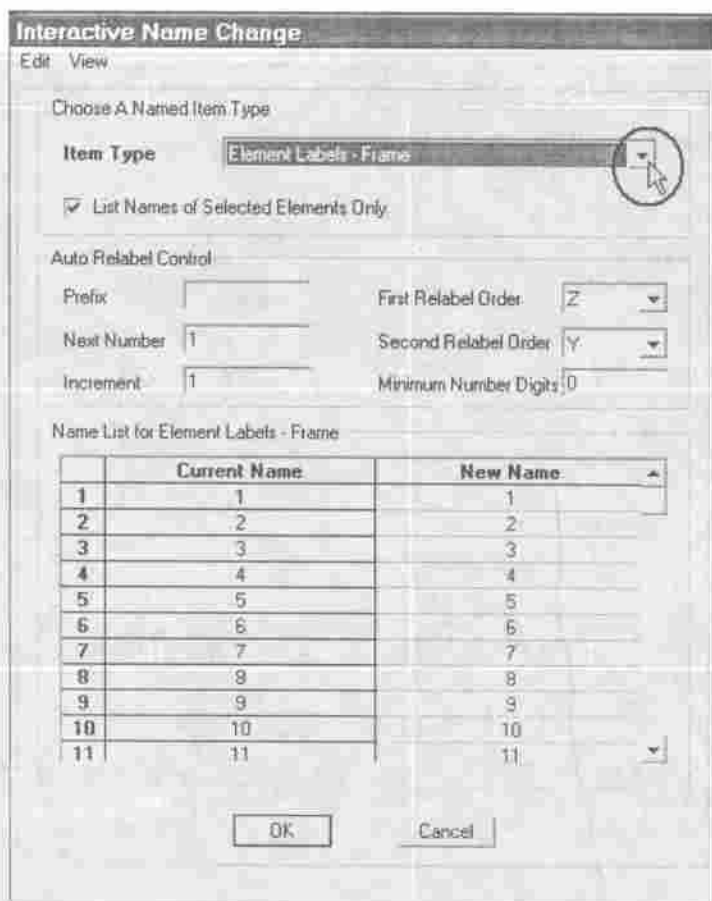 Interactive Name Change
Edit View
Choose A Named Item Type
Item Type Element Labels - Frame
List Names of Selected Elements Only
Auto Relabel Control
Prefix First Relabel Order Z
Next Number 1 Second Relabel Order Y
Increment 1 Minimum Number Digits 0
Name List for Element Labels - Frame
Current Name New Name
1 1 1
2 2 2
3 3 3
4 4 4
5 5 5
6 6 6
7 7 7
8 8 8
9 9 9
10 10 10
11 11 11
OK Cancel